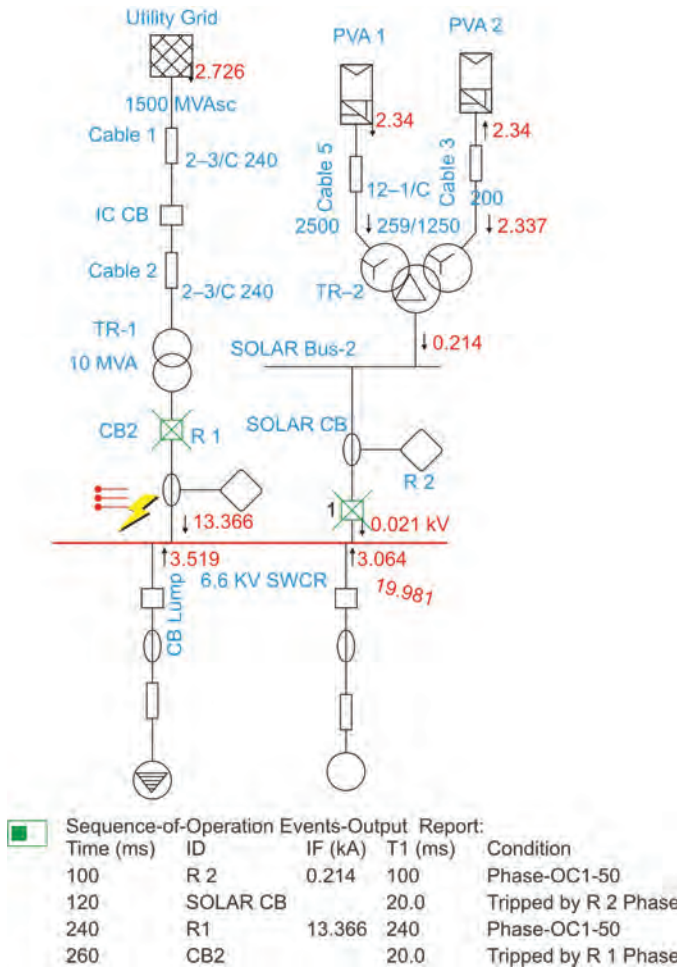 Utility Grid
2.726
1500 MVAsc
Cable 1
2–3/C 240
IC CB
Cable 2
2–3/C 240
TR-1
10 MVA
CB2
R 1
13.366
3.519
6,6 KV SWCR
CB Lump
PVA 1
PVA 2
2.34
2.34
Cable 5
Cable 3
12–1/C
200
2500
259/1250
2.337
TR–2
0.214
SOLAR Bus-2
SOLAR CB
R 2
1
0.021 kV
3.064
19.981
Sequence-of-Operation Events-Output Report:
Time (ms) ID IF (kA) T1 (ms) Condition
100 R 2 0.214 100 Phase-OC1-50
120 SOLAR CB 20.0 Tripped by R 2 Phase
240 R1 13.366 240 Phase-OC1-50
260 CB2 20.0 Tripped by R 1 Phase